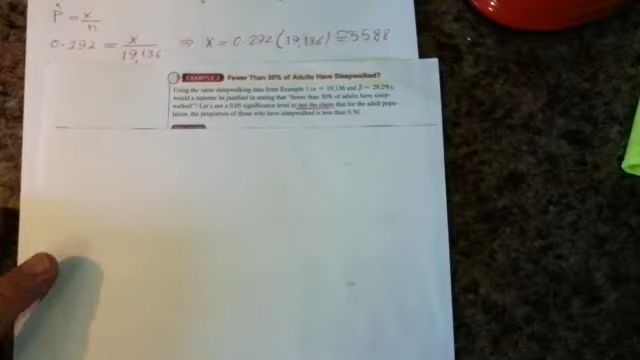 P̂ = x/n
0.292 = x/19,136 ⇒ x = 0.292 (19,136) ≅ 5588
EXAMPLE 2 Fewer Than 30% of Adults Have Sleepwalked?
Using the same sleepwalking data from Example 1 (n = 19,136 and p̂ = 29.2%),
would a reporter be justified in stating that "fewer than 30% of adults have sleep-
walked"? Let's use a 0.05 significance level to test the claim that for the adult popu-
lation, the proportion of those who have sleepwalked is less than 0.30.